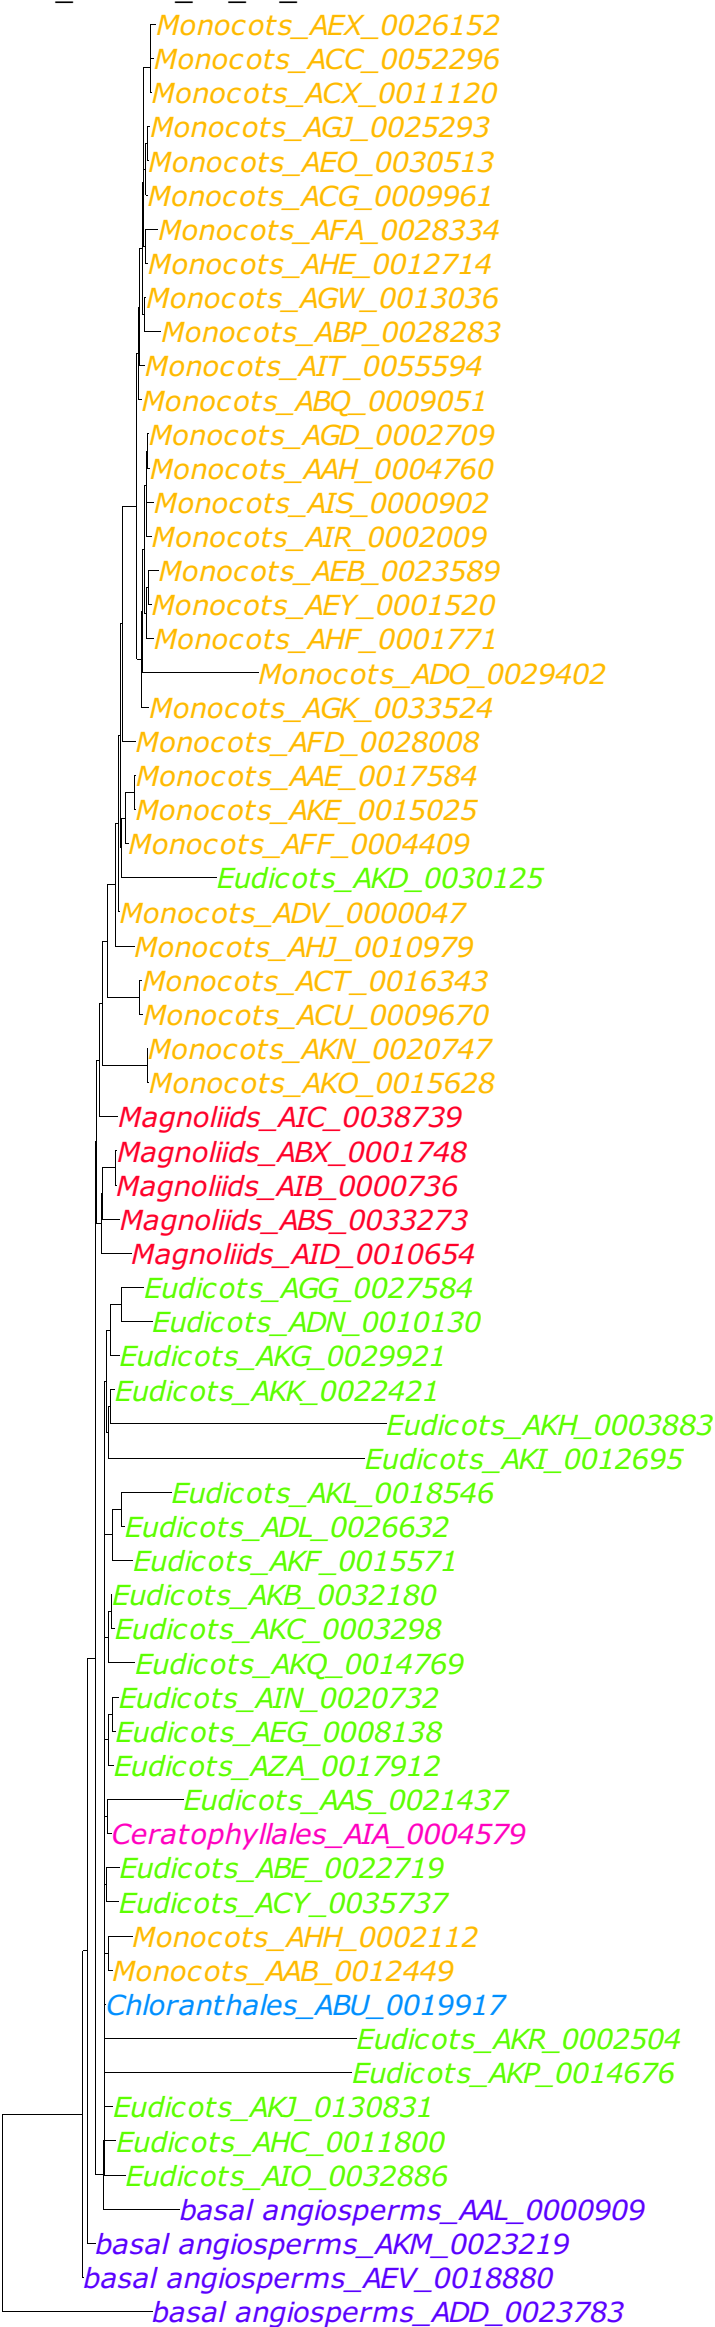 Monocots_AEX_0026152
Monocots_ACC_0052296
Monocots_ACX_0011120
Monocots_AGJ_0025293
Monocots_AEO_0030513
Monocots_ACG_0009961
Monocots_AFA_0028334
Monocots_AHE_0012714
Monocots_AGW_0013036
Monocots_ABP_0028283
Monocots_AIT_0055594
Monocots_ABQ_0009051
Monocots_AGD_0002709
Monocots_AAH_0004760
Monocots_AIS_0000902
Monocots_AIR_0002009
Monocots_AEB_0023589
Monocots_AEY_0001520
Monocots_AHF_0001771
Monocots_ADO_0029402
Monocots_AGK_0033524
Monocots_AFD_0028008
Monocots_AAE_0017584
Monocots_AKE_0015025
Monocots_AFF_0004409
Eudicots_AKD_0030125
Monocots_ADV_0000047
Monocots_AHJ_0010979
Monocots_ACT_0016343
Monocots_ACU_0009670
Monocots_AKN_0020747
Monocots_AKO_0015628
Magnoliids_AIC_0038739
Magnoliids_ABX_0001748
Magnoliids_AIB_0000736
Magnoliids_ABS_0033273
Magnoliids_AID_0010654
Eudicots_AGG_0027584
Eudicots_ADN_0010130
Eudicots_AKG_0029921
Eudicots_AKK_0022421
Eudicots_AKH_0003883
Eudicots_AKI_0012695
Eudicots_AKL_0018546
Eudicots_ADL_0026632
Eudicots_AKF_0015571
Eudicots_AKB_0032180
Eudicots_AKC_0003298
Eudicots_AKQ_0014769
Eudicots_AIN_0020732
Eudicots_AEG_0008138
Eudicots_AZA_0017912
Eudicots_AAS_0021437
Ceratophyllales_AIA_0004579
Eudicots_ABE_0022719
Eudicots_ACY_0035737
Monocots_AHH_0002112
Monocots_AAB_0012449
Chloranthales_ABU_0019917
Eudicots_AKR_0002504
Eudicots_AKP_0014676
Eudicots_AKJ_0130831
Eudicots_AHC_0011800
Eudicots_AIO_0032886
basal angiosperms_AAL_0000909
basal angiosperms_AKM_0023219
basal angiosperms_AEV_0018880
basal angiosperms_ADD_0023783